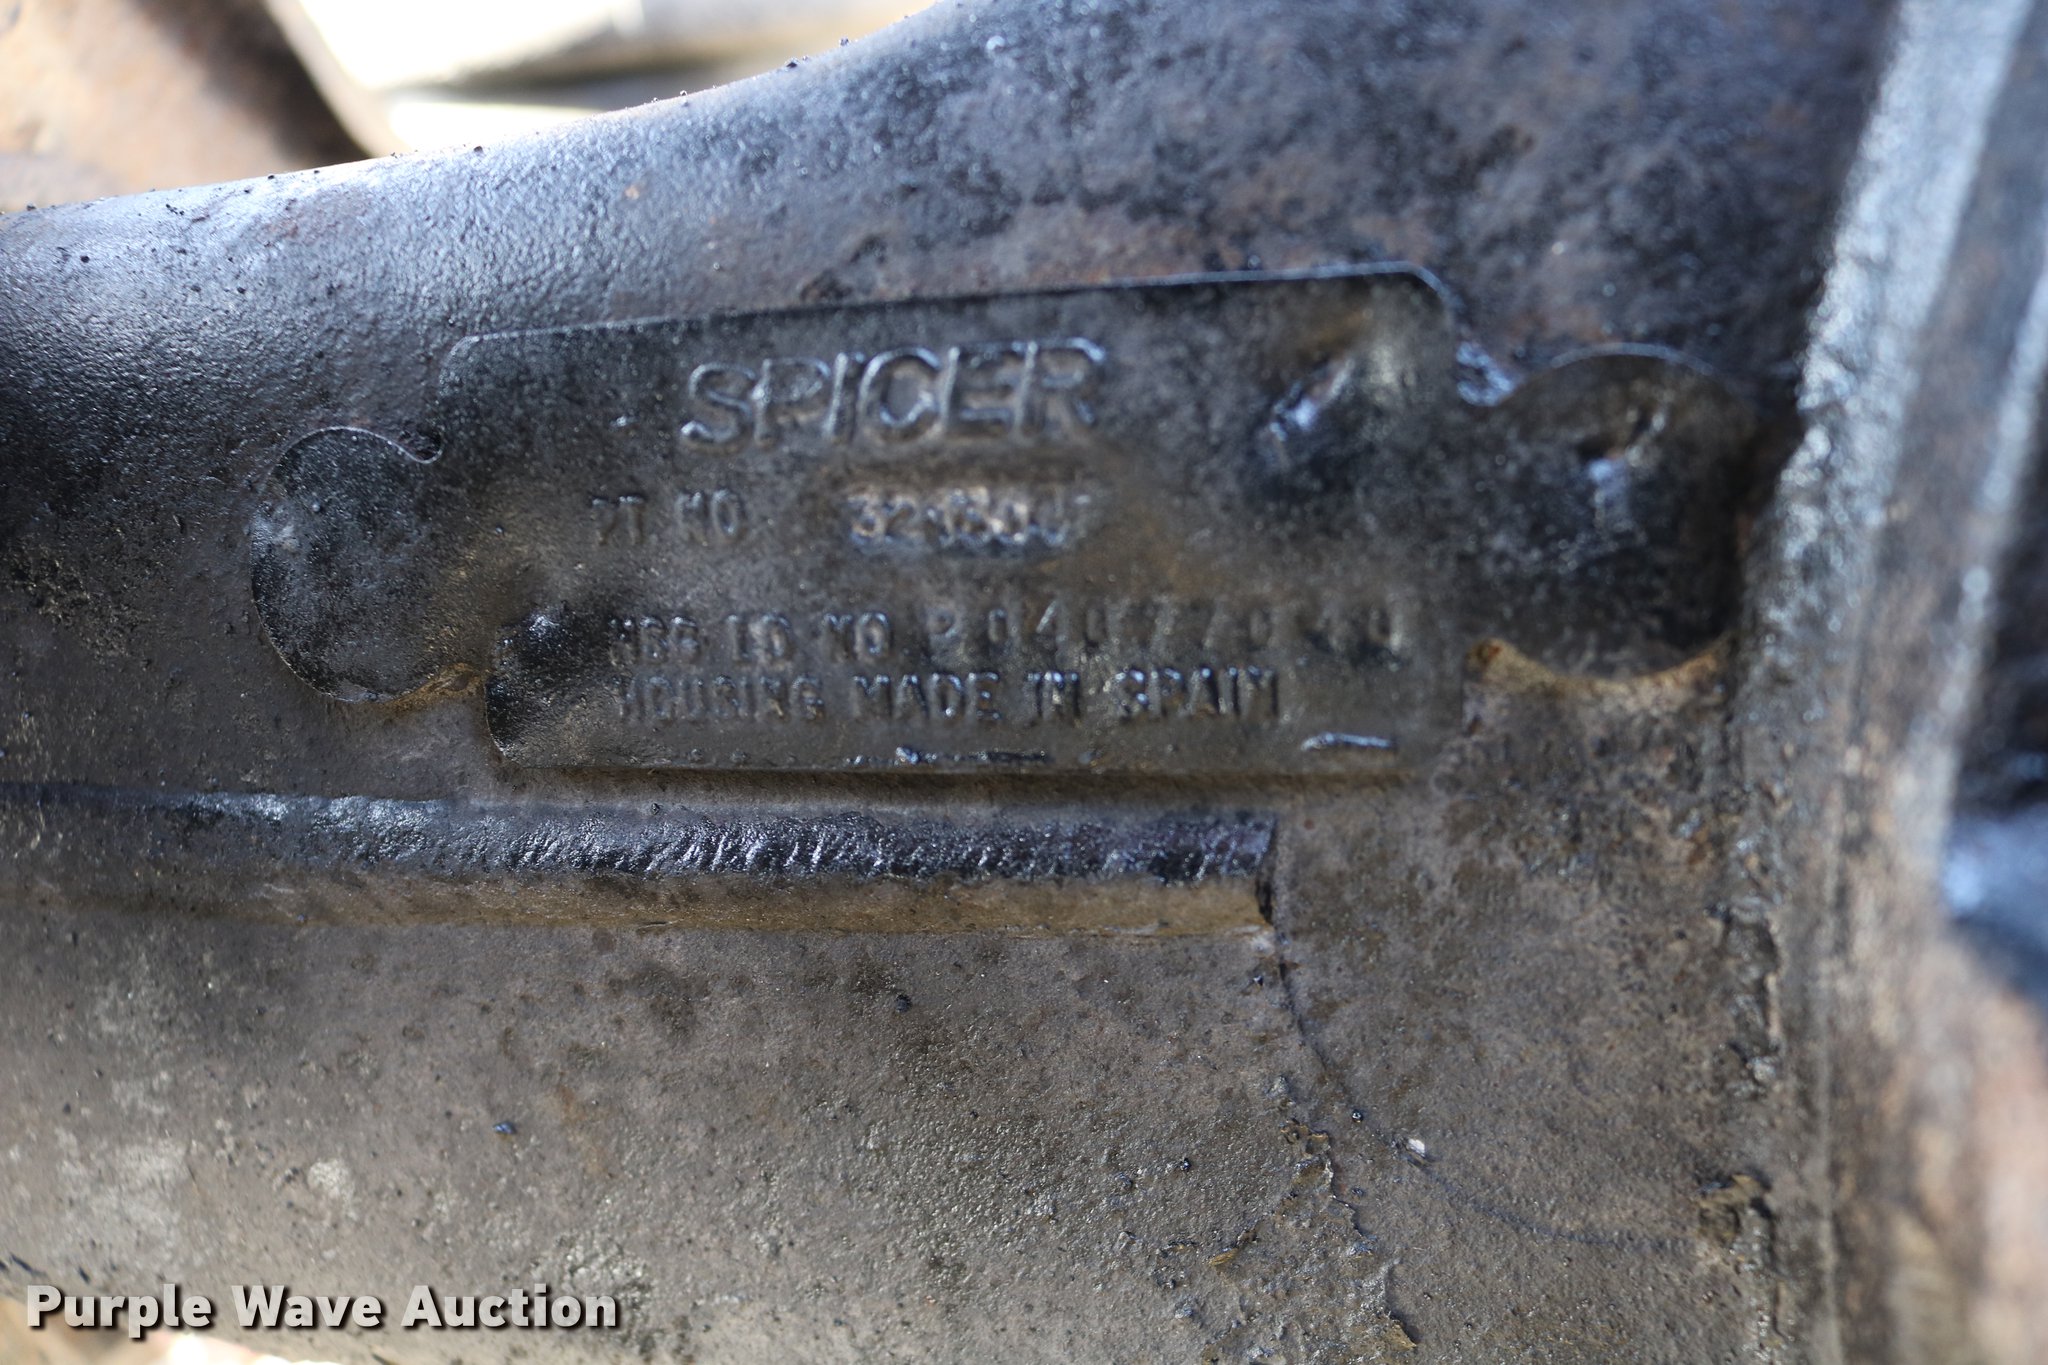 SPICER
PT NO
HSG ID NO
HOUSING MADE IN SPAIN
Purple Wave Auction